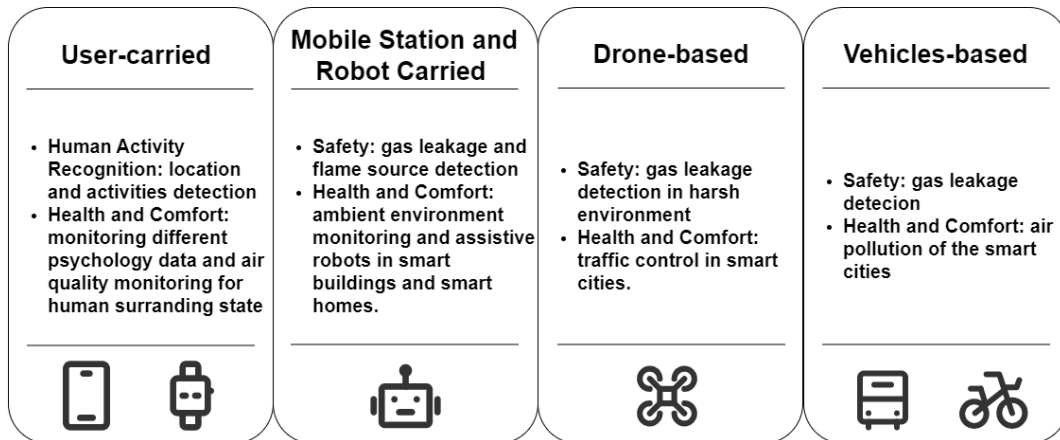 User-carried
• Human Activity
Recognition: location
and activities detection
• Health and Comfort:
monitoring different
psychology data and air
quality monitoring for
human surranding state
Mobile Station and
Robot Carried
• Safety: gas leakage and
flame source detection
• Health and Comfort:
ambient environment
monitoring and assistive
robots in smart
buildings and smart
homes.
Drone-based
• Safety: gas leakage
detection in harsh
environment
• Health and Comfort:
traffic control in smart
cities.
Vehicles-based
• Safety: gas leakage
detecion
• Health and Comfort: air
pollution of the smart
cities